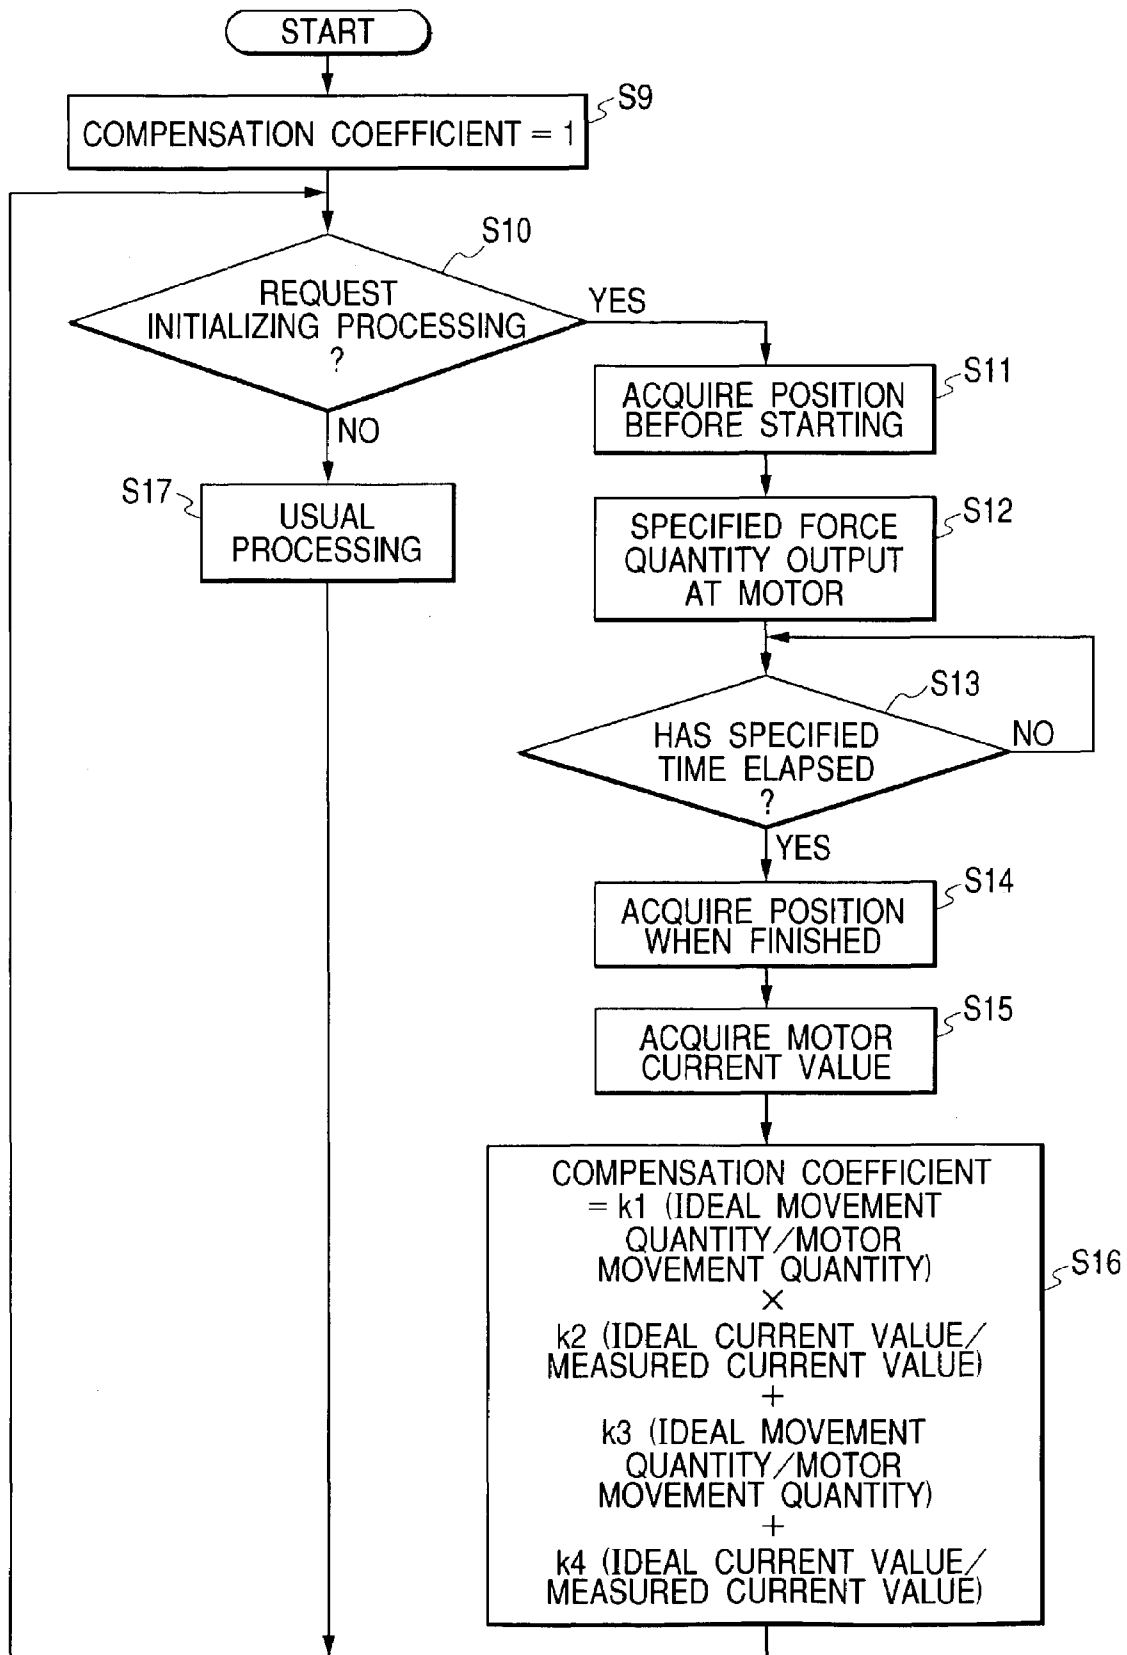 START
S9
COMPENSATION COEFFICIENT = 1
S10
REQUEST
INITIALIZING PROCESSING
?
YES
NO
S11
ACQUIRE POSITION
BEFORE STARTING
S17
USUAL
PROCESSING
S12
SPECIFIED FORCE
QUANTITY OUTPUT
AT MOTOR
S13
HAS SPECIFIED
TIME ELAPSED
?
NO
YES
S14
ACQUIRE POSITION
WHEN FINISHED
S15
ACQUIRE MOTOR
CURRENT VALUE
S16
COMPENSATION COEFFICIENT
= k1 (IDEAL MOVEMENT
QUANTITY/MOTOR
MOVEMENT QUANTITY)
×
k2 (IDEAL CURRENT VALUE/
MEASURED CURRENT VALUE)
+
k3 (IDEAL MOVEMENT
QUANTITY/MOTOR
MOVEMENT QUANTITY)
+
k4 (IDEAL CURRENT VALUE/
MEASURED CURRENT VALUE)